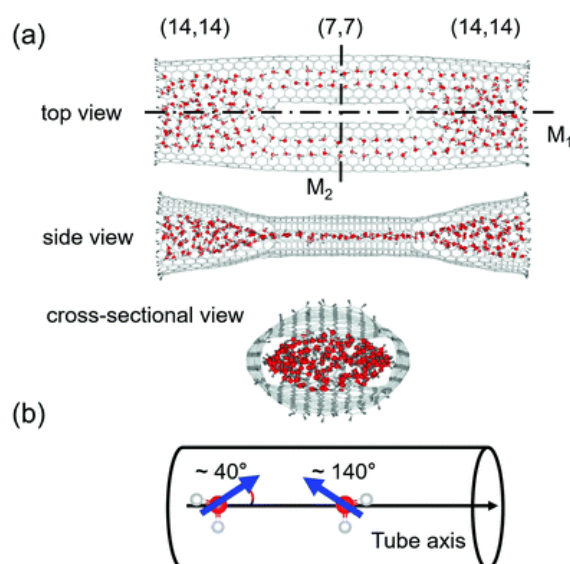 (a)
(14,14) (7,7) (14,14)
top view
M₁
M₂
side view
cross-sectional view
(b)
~ 40° ~ 140°
Tube axis